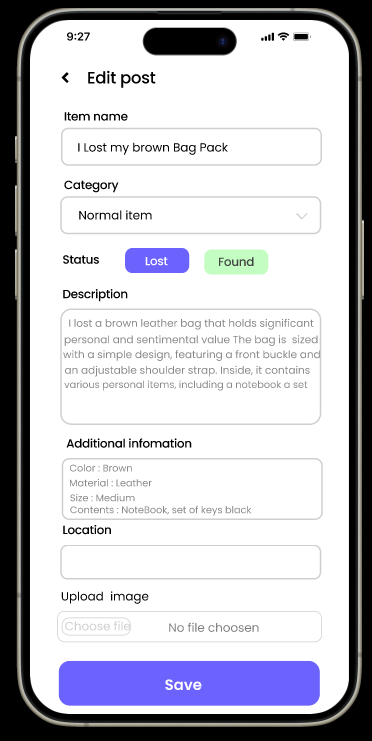 9:27
Edit post
Item name
I Lost my brown Bag Pack
Category
Normal item
Status
Lost
Found
Description
I lost a brown leather bag that holds significant
personal and sentimental value The bag is sized
with a simple design, featuring a front buckle and
an adjustable shoulder strap. Inside, it contains
various personal items, including a notebook a set
Additional infomation
Color : Brown
Material : Leather
Size : Medium
Contents : NoteBook, set of keys black
Location
Upload image
Choose file
No file choosen
Save